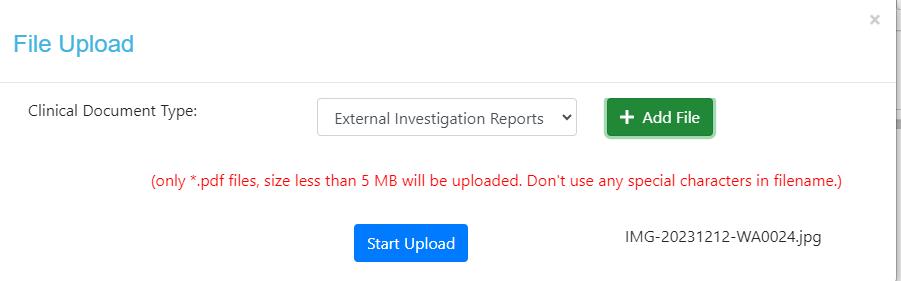 ×
File Upload
Clinical Document Type:
External Investigation Reports
+ Add File
(only *.pdf files, size less than 5 MB will be uploaded. Don't use any special characters in filename.)
Start Upload
IMG-20231212-WA0024.jpg